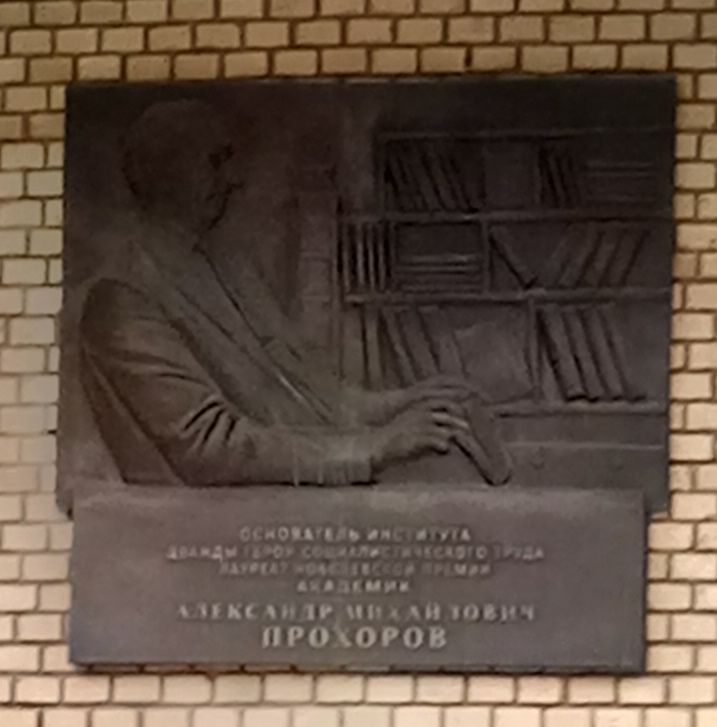 ОСНОВАТЕЛЬ ИНСТИТУТА
ДВАЖДЫ ГЕРОЙ СОЦИАЛИСТИЧЕСКОГО ТРУДА
ЛАУРЕАТ НОБЕЛЕВСКОЙ ПРЕМИИ
АКАДЕМИК
АЛЕКСАНДР МИХАЙЛОВИЧ
ПРОХОРОВ